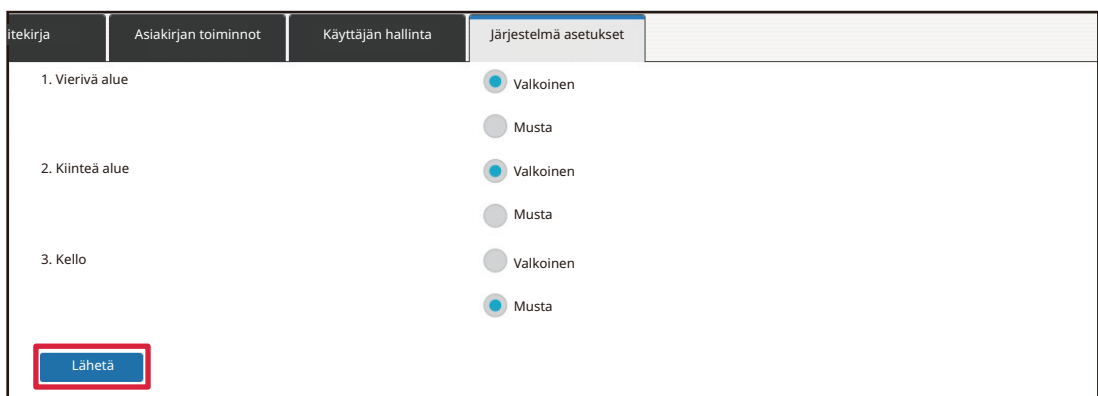 itekirja Asiakirjan toiminnot Käyttäjän hallinta Järjestelmä asetukset
1. Vierivä alue Valkoinen
Musta
2. Kiinteä alue Valkoinen
Musta
3. Kello Valkoinen
Musta
Lähetä